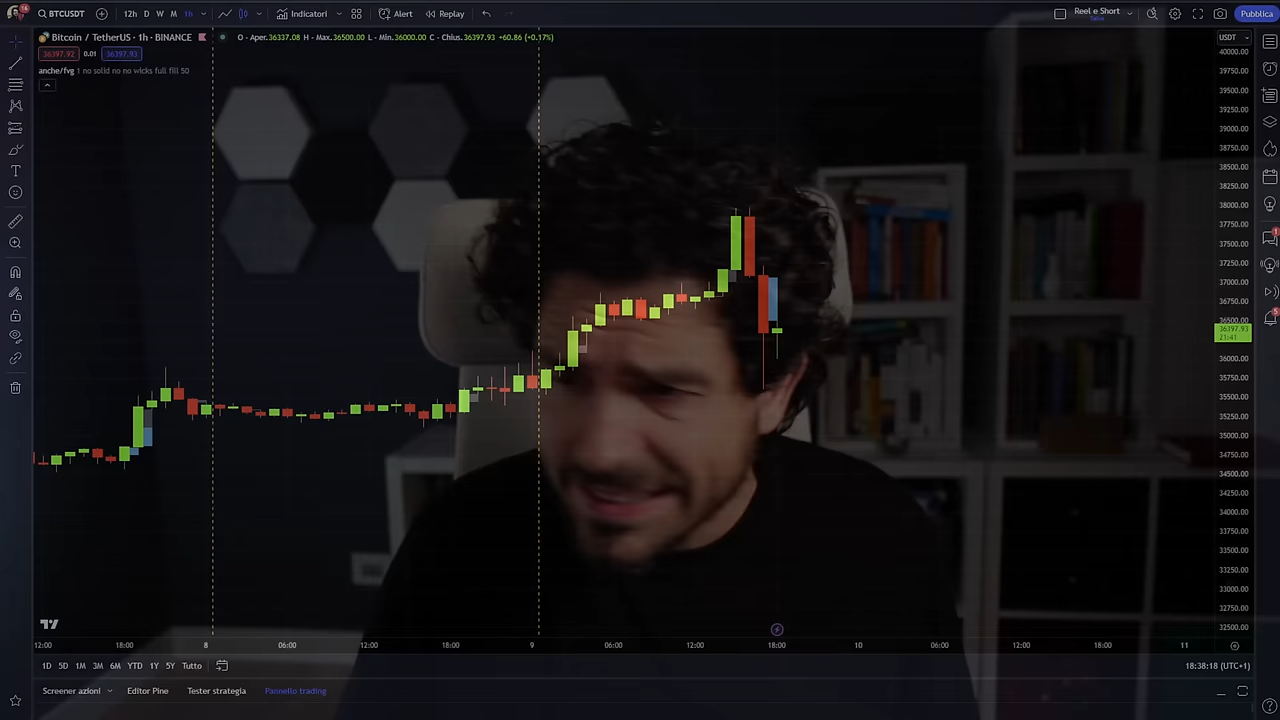 16
BTCUSDT
12h D W M 1h
Indicatori
Alert
Replay
Reel e Short
Salva
Pubblica
Bitcoin / TetherUS · 1h · BINANCE
O - Aper.36337.08 H - Max.36500.00 L - Min.36000.00 C - Chius.36397.93 +60.86 (+0.17%)
36397.92 0.01 36397.93
anche/fvg 1 no solid no no wicks full fill 50
USDT
40000.00
39750.00
39500.00
39250.00
39000.00
38750.00
38500.00
38250.00
38000.00
37750.00
37500.00
37250.00
37000.00
36750.00
36500.00
36397.93
21:41
36000.00
35750.00
35500.00
35250.00
35000.00
34750.00
34500.00
34250.00
34000.00
33750.00
33500.00
33250.00
33000.00
32750.00
32500.00
1
5
12:00 18:00 8 06:00 12:00 18:00 9 06:00 12:00 18:00 10 06:00 12:00 18:00 11
1D 5D 1M 3M 6M YTD 1Y 5Y Tutto
18:38:18 (UTC+1)
Screener azioni Editor Pine Tester strategia Pannello trading